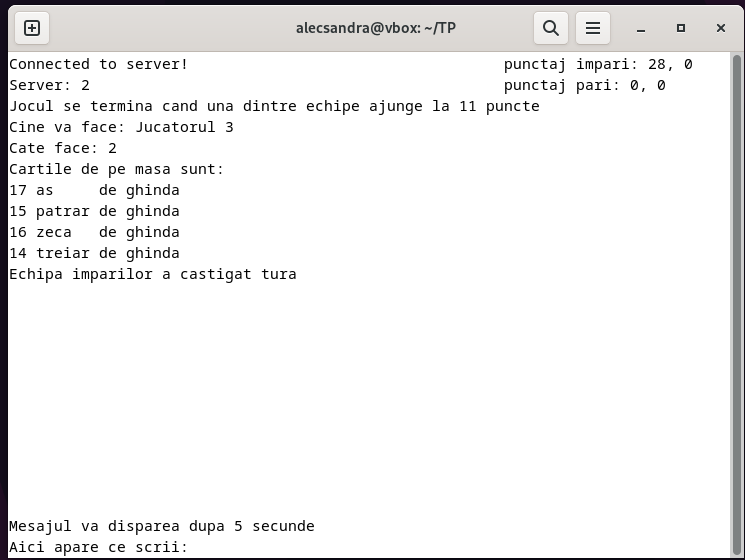 alecsandra@vbox: ~/TP
Connected to server! punctaj impari: 28, 0
Server: 2 punctaj pari: 0, 0
Jocul se termina cand una dintre echipe ajunge la 11 puncte
Cine va face: Jucatorul 3
Cate face: 2
Cartile de pe masa sunt:
17 as     de ghinda
15 patrar de ghinda
16 zeca   de ghinda
14 treiar de ghinda
Echipa imparilor a castigat tura
Mesajul va disparea dupa 5 secunde
Aici apare ce scrii: